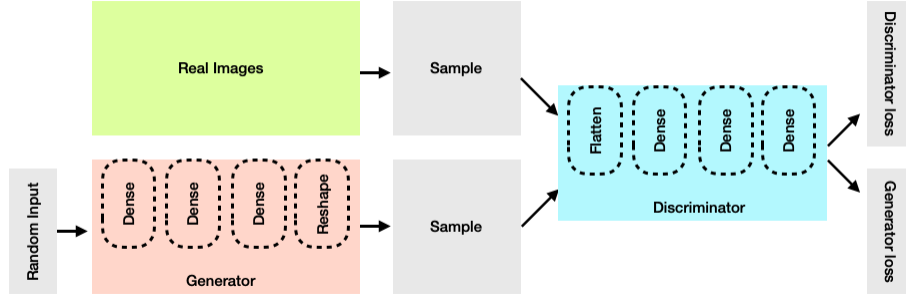 Real Images
Sample
Random Input
Dense
Dense
Dense
Reshape
Generator
Sample
Flatten
Dense
Dense
Dense
Discriminator
Discriminator loss
Generator loss